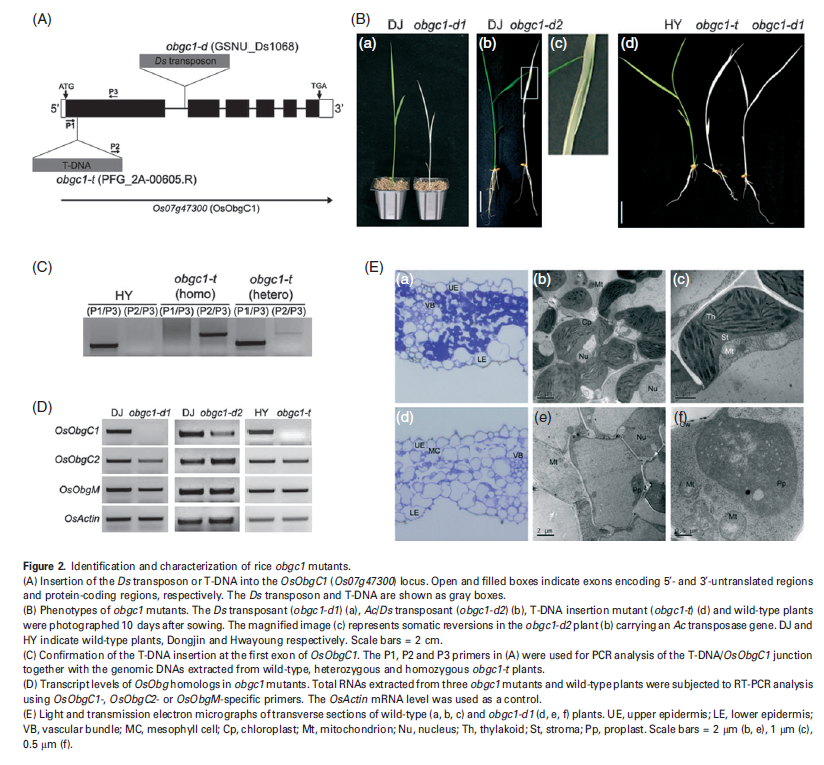 (A)
obgc1-d (GSNU_Ds1068)
Ds transposon
ATG
P3
TGA
5′
3′
P1
P2
T-DNA
obgc1-t (PFG_2A-00605.R)
Os07g47300 (OsObgC1)
(B)
DJ obgc1-d1
DJ obgc1-d2
HY obgc1-t obgc1-d1
(a)
(b)
(c)
(d)
(C)
HY
obgc1-t
(homo)
obgc1-t
(hetero)
(P1/P3) (P2/P3) (P1/P3) (P2/P3) (P1/P3) (P2/P3)
(D)
DJ obgc1-d1
DJ obgc1-d2
HY obgc1-t
OsObgC1
OsObgC2
OsObgM
OsActin
(E)
(a)
UE
VB
LE
(b)
Mt
Cp
Nu
Nu
(c)
Th
St
Mt
(d)
UE
MC
VB
LE
(e)
Nu
Mt
Pp
2 μm
(f)
Mt
Pp
Mt
Figure 2. Identification and characterization of rice obgc1 mutants.
(A) Insertion of the Ds transposon or T-DNA into the OsObgC1 (Os07g47300) locus. Open and filled boxes indicate exons encoding 5′- and 3′-untranslated regions
and protein-coding regions, respectively. The Ds transposon and T-DNA are shown as gray boxes.
(B) Phenotypes of obgc1 mutants. The Ds transposant (obgc1-d1) (a), Ac/Ds transposant (obgc1-d2) (b), T-DNA insertion mutant (obgc1-t) (d) and wild-type plants
were photographed 10 days after sowing. The magnified image (c) represents somatic reversions in the obgc1-d2 plant (b) carrying an Ac transposase gene. DJ and
HY indicate wild-type plants, Dongjin and Hwayoung respectively. Scale bars = 2 cm.
(C) Confirmation of the T-DNA insertion at the first exon of OsObgC1. The P1, P2 and P3 primers in (A) were used for PCR analysis of the T-DNA/OsObgC1 junction
together with the genomic DNAs extracted from wild-type, heterozygous and homozygous obgc1-t plants.
(D) Transcript levels of OsObg homologs in obgc1 mutants. Total RNAs extracted from three obgc1 mutants and wild-type plants were subjected to RT-PCR analysis
using OsObgC1-, OsObgC2- or OsObgM-specific primers. The OsActin mRNA level was used as a control.
(E) Light and transmission electron micrographs of transverse sections of wild-type (a, b, c) and obgc1-d1 (d, e, f) plants. UE, upper epidermis; LE, lower epidermis;
VB, vascular bundle; MC, mesophyll cell; Cp, chloroplast; Mt, mitochondrion; Nu, nucleus; Th, thylakoid; St, stroma; Pp, proplast. Scale bars = 2 μm (b, e), 1 μm (c),
0.5 μm (f).